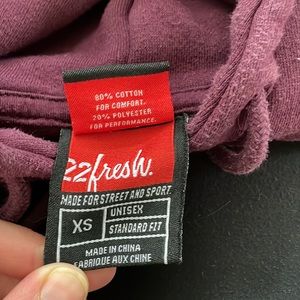 80% COTTON
FOR COMFORT.
20% POLYESTER
FOR PERFORMANCE.
22fresh.
MADE FOR STREET AND SPORT.
XS
UNISEX
STANDARD FIT
MADE IN CHINA
FABRIQUE AUX CHINE